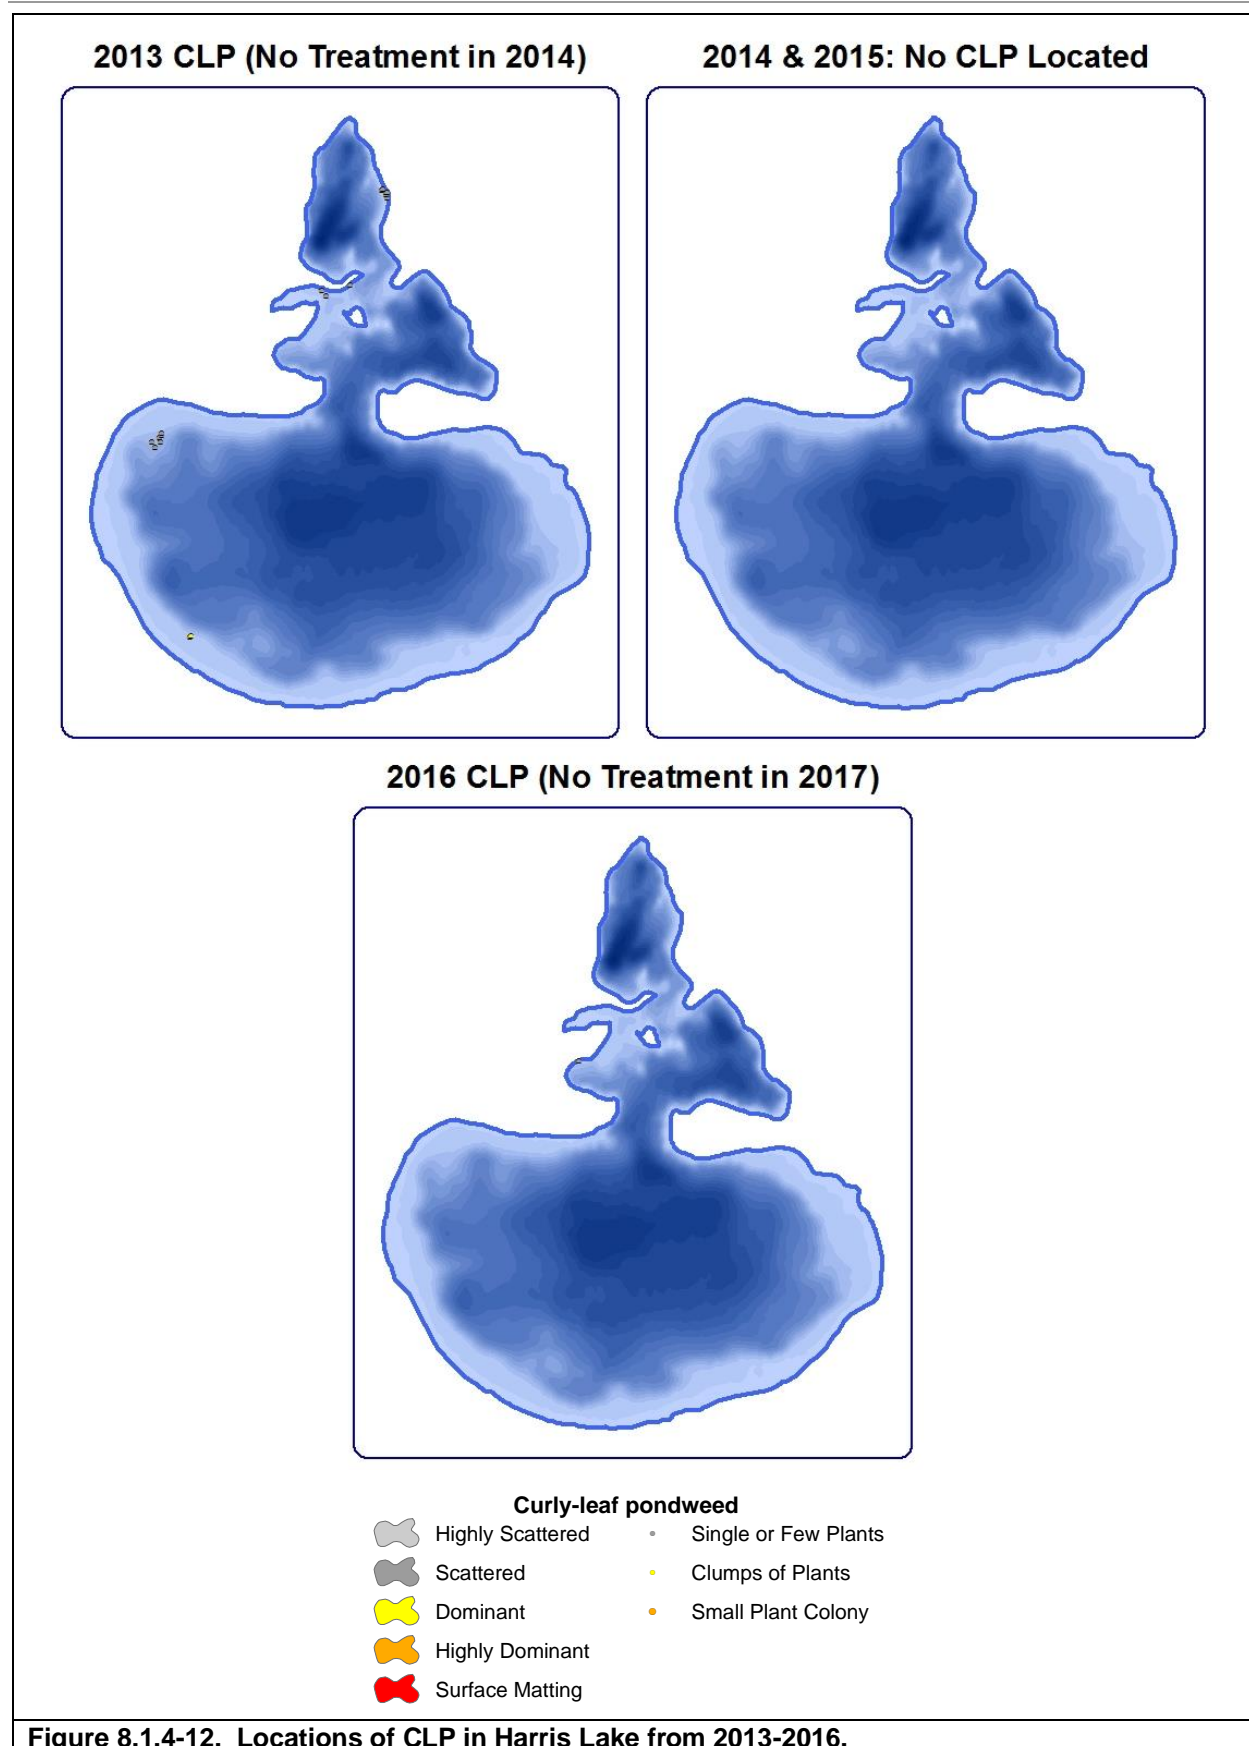 2013 CLP (No Treatment in 2014)
2014 & 2015: No CLP Located
2016 CLP (No Treatment in 2017)
Curly-leaf pondweed
Highly Scattered
Scattered
Dominant
Highly Dominant
Surface Matting
Single or Few Plants
Clumps of Plants
Small Plant Colony
Figure 8.1.4-12. Locations of CLP in Harris Lake from 2013-2016.